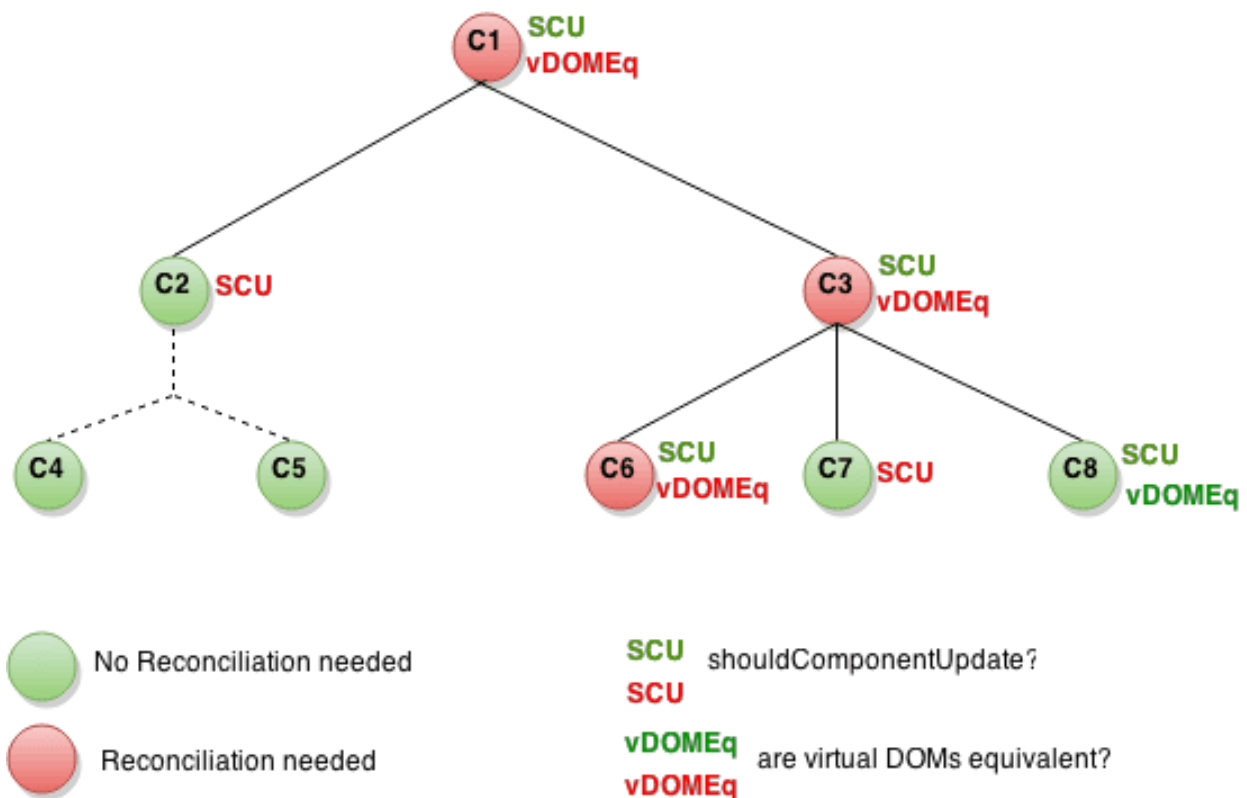 C1 SCU
vDOMEq
C2 SCU
C3 SCU
vDOMEq
C4
C5
C6 SCU
vDOMEq
C7 SCU
C8 SCU
vDOMEq
No Reconciliation needed
Reconciliation needed
SCU shouldComponentUpdate?
SCU
vDOMEq
vDOMEq are virtual DOMs equivalent?